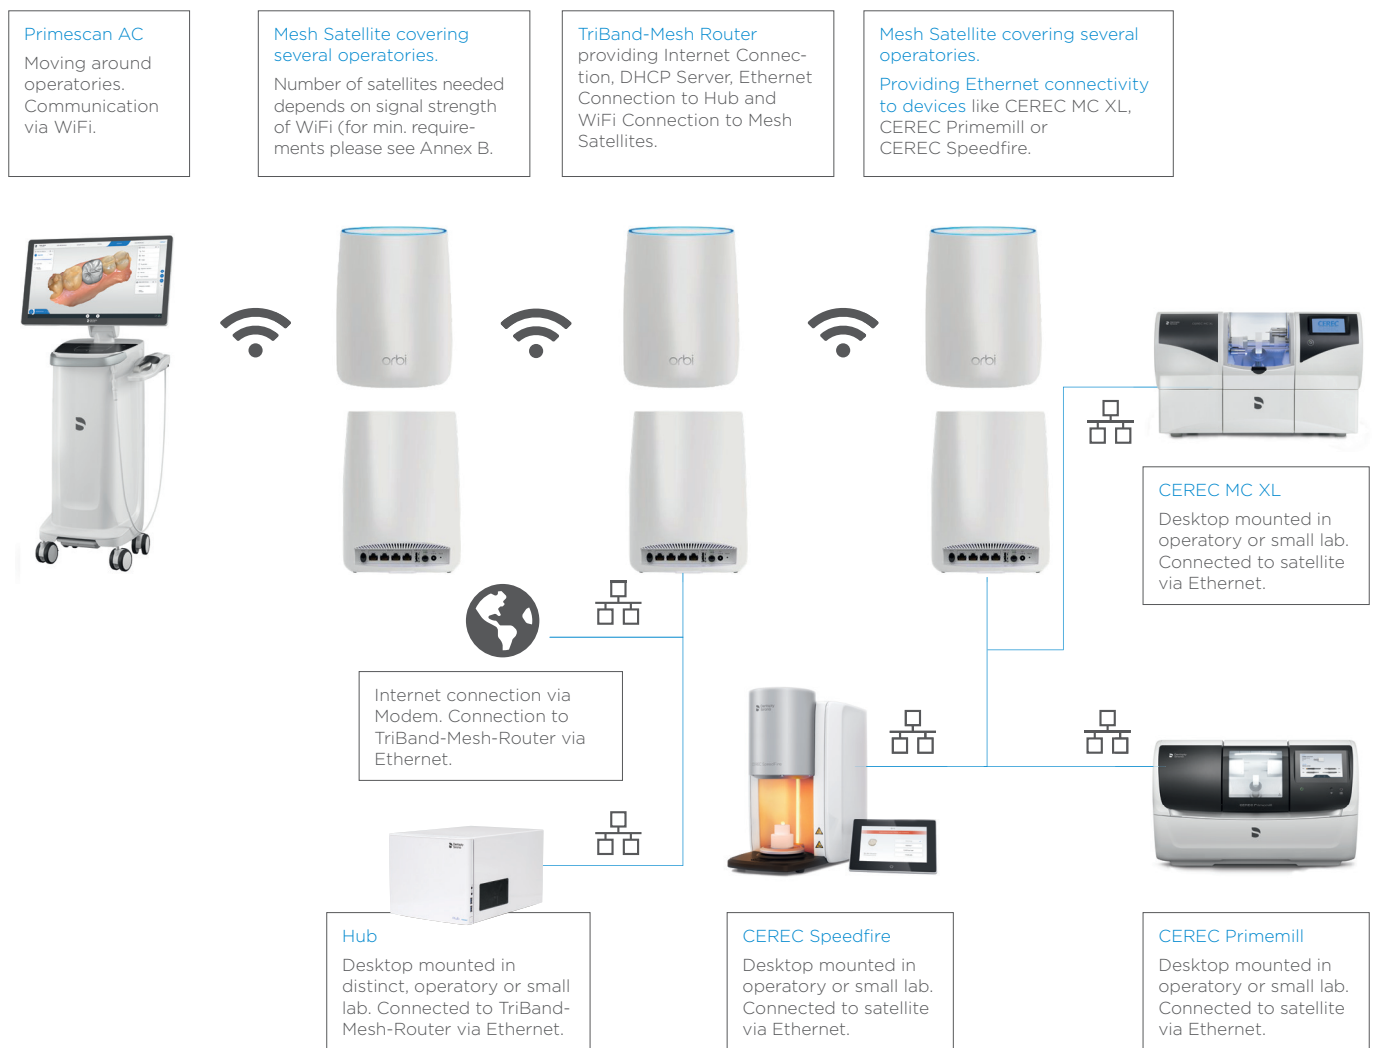 Primescan AC
Moving around
operatories.
Communication
via WiFi.
Mesh Satellite covering
several operatories.
Number of satellites needed
depends on signal strength
of WiFi (for min. require-
ments please see Annex B.
TriBand-Mesh Router
providing Internet Connec-
tion, DHCP Server, Ethernet
Connection to Hub and
WiFi Connection to Mesh
Satellites.
Mesh Satellite covering several
operatories.
Providing Ethernet connectivity
to devices like CEREC MC XL,
CEREC Primemill or
CEREC Speedfire.
orbi
orbi
orbi
CEREC
CEREC MC XL
Desktop mounted in
operatory or small lab.
Connected to satellite
via Ethernet.
Internet connection via
Modem. Connection to
TriBand-Mesh-Router via
Ethernet.
Hub
Desktop mounted in
distinct, operatory or small
lab. Connected to TriBand-
Mesh-Router via Ethernet.
CEREC Speedfire
Desktop mounted in
operatory or small lab.
Connected to satellite
via Ethernet.
CEREC Primemill
Desktop mounted in
operatory or small lab.
Connected to satellite
via Ethernet.